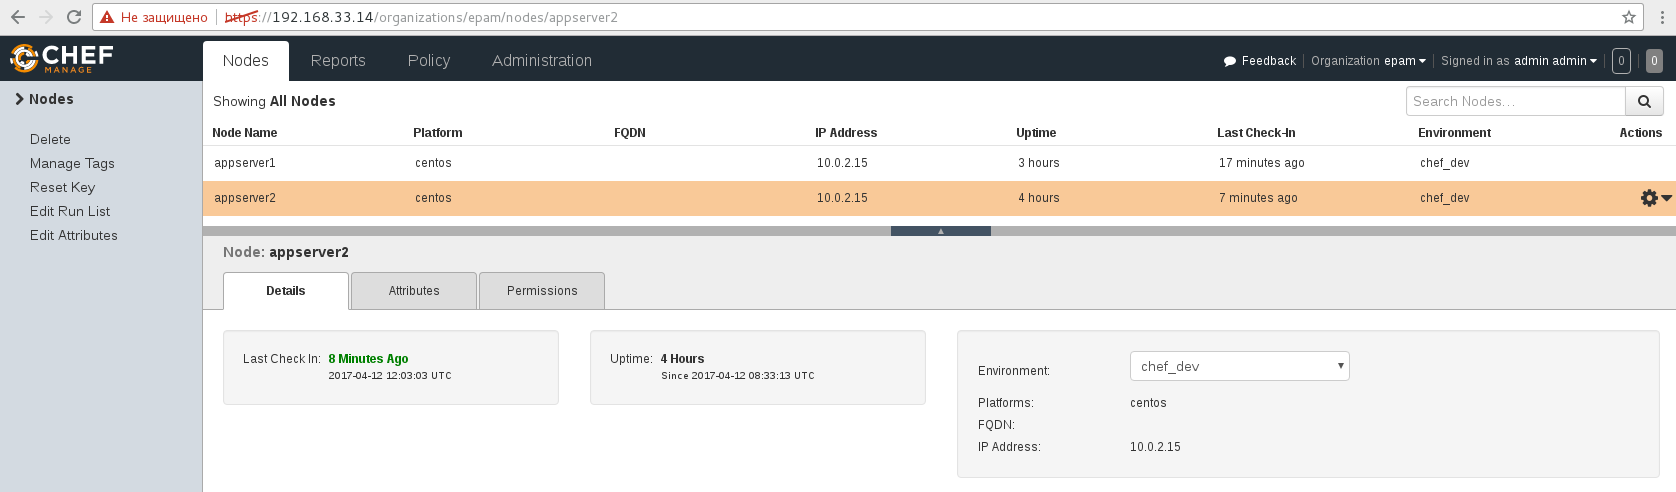 Не защищено https://192.168.33.14/organizations/epam/nodes/appserver2
CHEF MANAGE
Nodes Reports Policy Administration Feedback Organization epam Signed in as admin admin 0 0
Nodes
Delete
Manage Tags
Reset Key
Edit Run List
Edit Attributes
Showing All Nodes Search Nodes...
Node Name Platform FQDN IP Address Uptime Last Check-In Environment Actions
appserver1 centos 10.0.2.15 3 hours 17 minutes ago chef_dev
appserver2 centos 10.0.2.15 4 hours 7 minutes ago chef_dev
Node: appserver2
Details Attributes Permissions
Last Check In: 8 Minutes Ago
2017-04-12 12:03:03 UTC
Uptime: 4 Hours
Since 2017-04-12 08:33:13 UTC
Environment: chef_dev
Platforms: centos
FQDN:
IP Address: 10.0.2.15